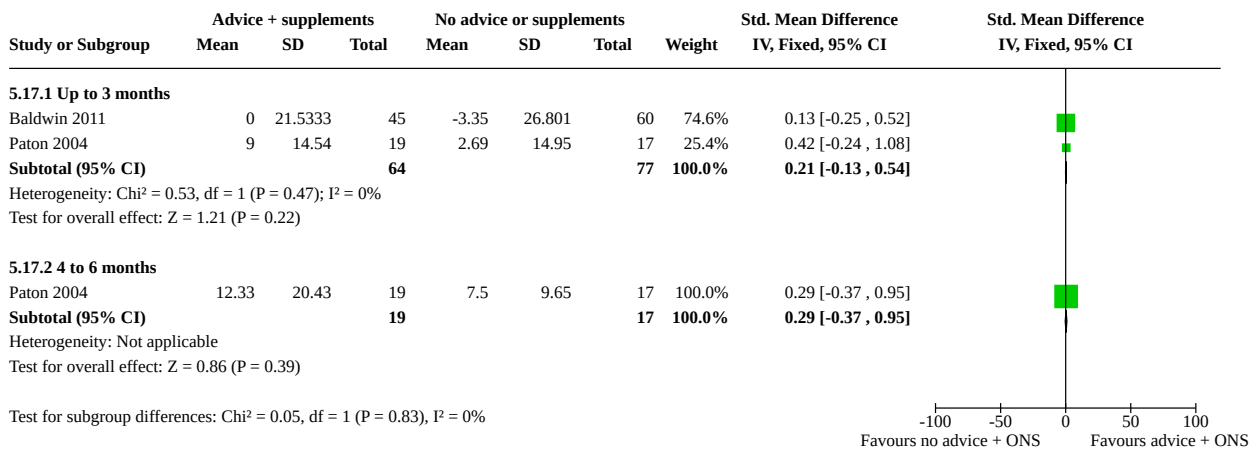 Advice + supplements No advice or supplements Std. Mean Difference Std. Mean Difference
Study or Subgroup Mean SD Total Mean SD Total Weight IV, Fixed, 95% CI IV, Fixed, 95% CI
5.17.1 Up to 3 months
Baldwin 2011 0 21.5333 45 -3.35 26.801 60 74.6% 0.13 [-0.25 , 0.52]
Paton 2004 9 14.54 19 2.69 14.95 17 25.4% 0.42 [-0.24 , 1.08]
Subtotal (95% CI) 64 77 100.0% 0.21 [-0.13 , 0.54]
Heterogeneity: Chi² = 0.53, df = 1 (P = 0.47); I² = 0%
Test for overall effect: Z = 1.21 (P = 0.22)
5.17.2 4 to 6 months
Paton 2004 12.33 20.43 19 7.5 9.65 17 100.0% 0.29 [-0.37 , 0.95]
Subtotal (95% CI) 19 17 100.0% 0.29 [-0.37 , 0.95]
Heterogeneity: Not applicable
Test for overall effect: Z = 0.86 (P = 0.39)
Test for subgroup differences: Chi² = 0.05, df = 1 (P = 0.83), I² = 0%
-100 -50 0 50 100
Favours no advice + ONS Favours advice + ONS